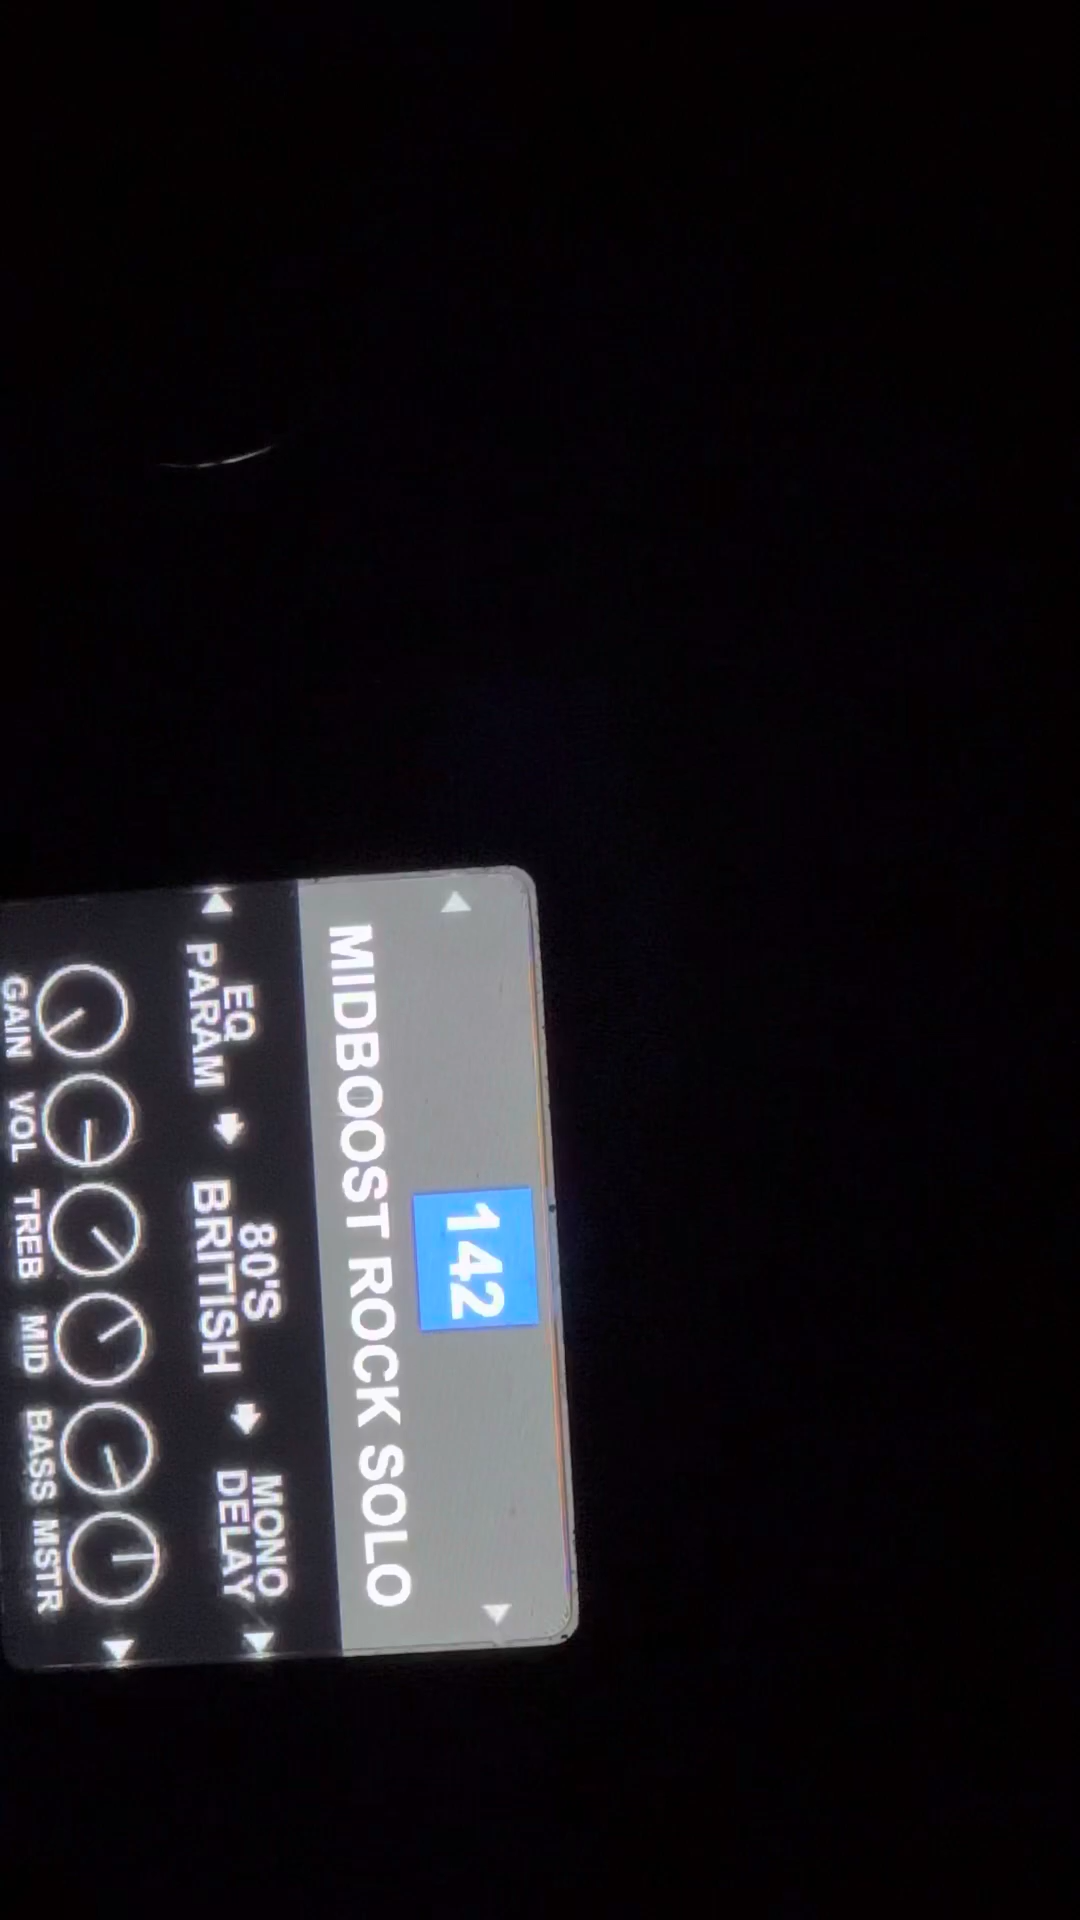 142
MIDBOOST ROCK SOLO
EQ PARAM
80'S BRITISH
MONO DELAY
GAIN VOL TREB MID BASS MSTR